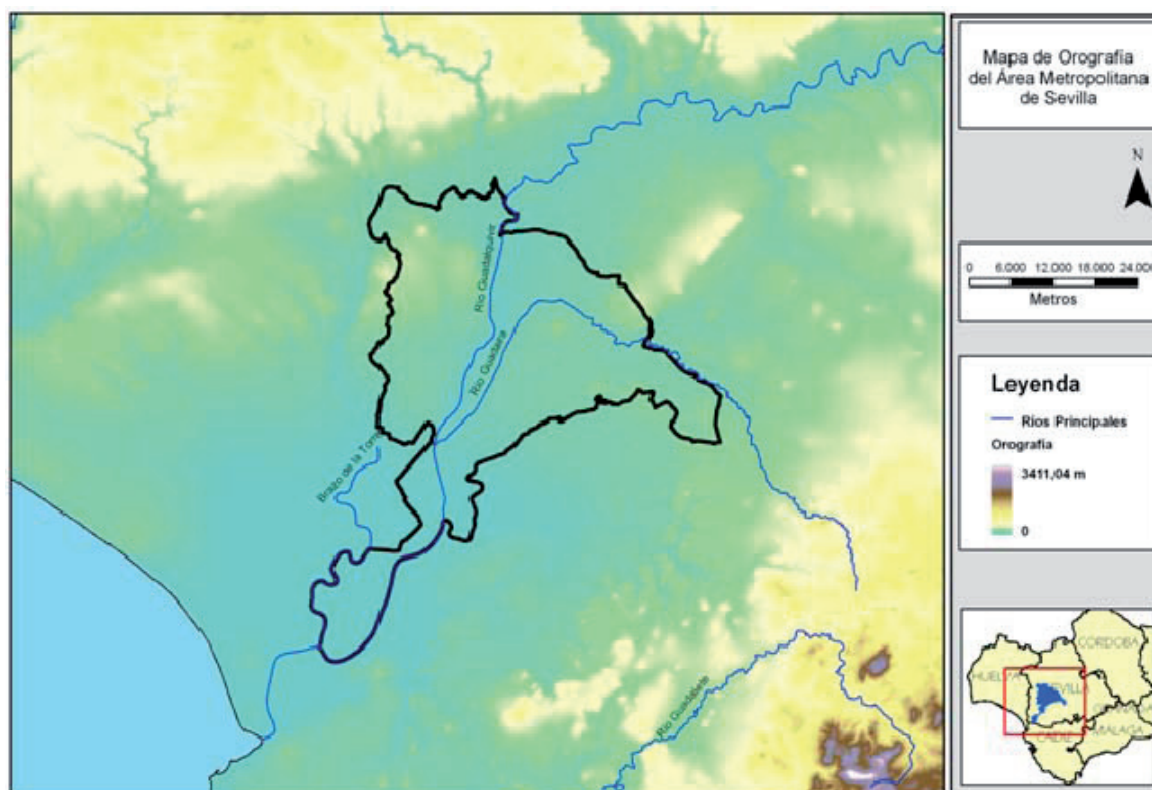 Mapa de Orografía
del Área Metropolitana
de Sevilla
N
0 6.000 12.000 18.000 24.000
Metros
Leyenda
Ríos Principales
Orografía
3411,04 m
0
Río Guadalquivir
Río Guadaira
Brazo de la Torre
Río Guadalete
CORDOBA
HUELVA
SEVILLA
MALAGA
CADIZ